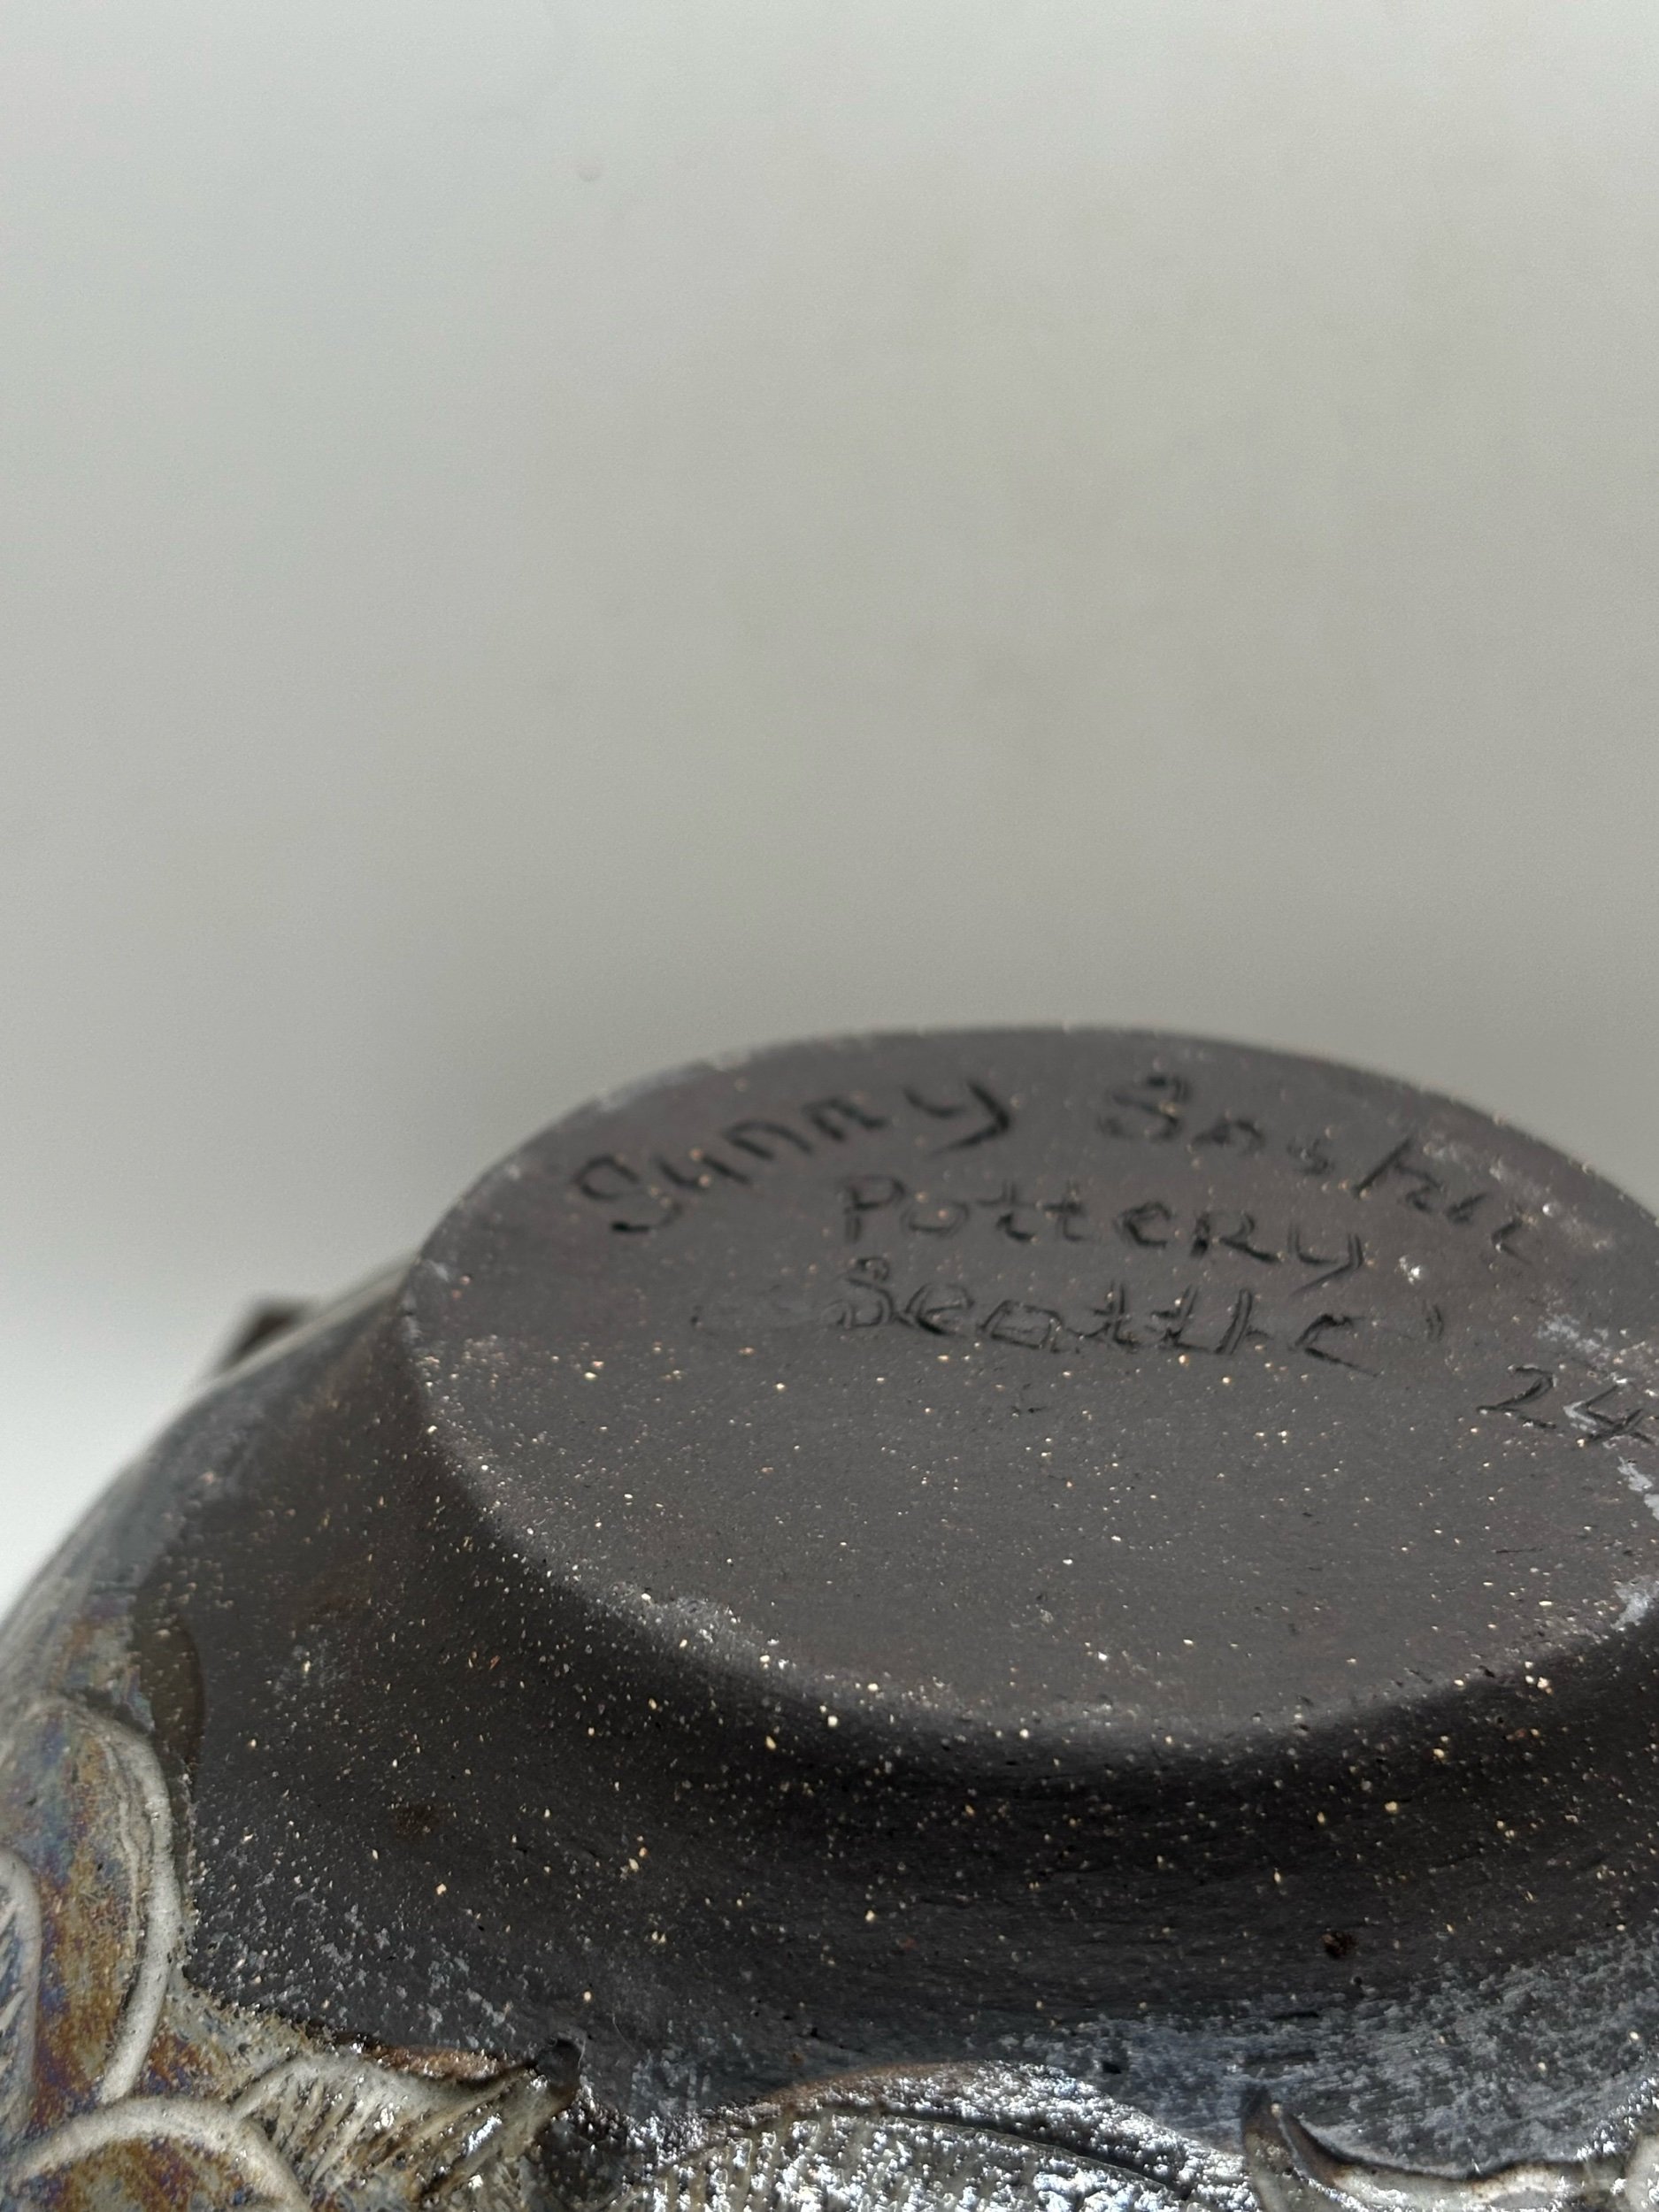 Sunny Sashi
Pottery
Seattle
24